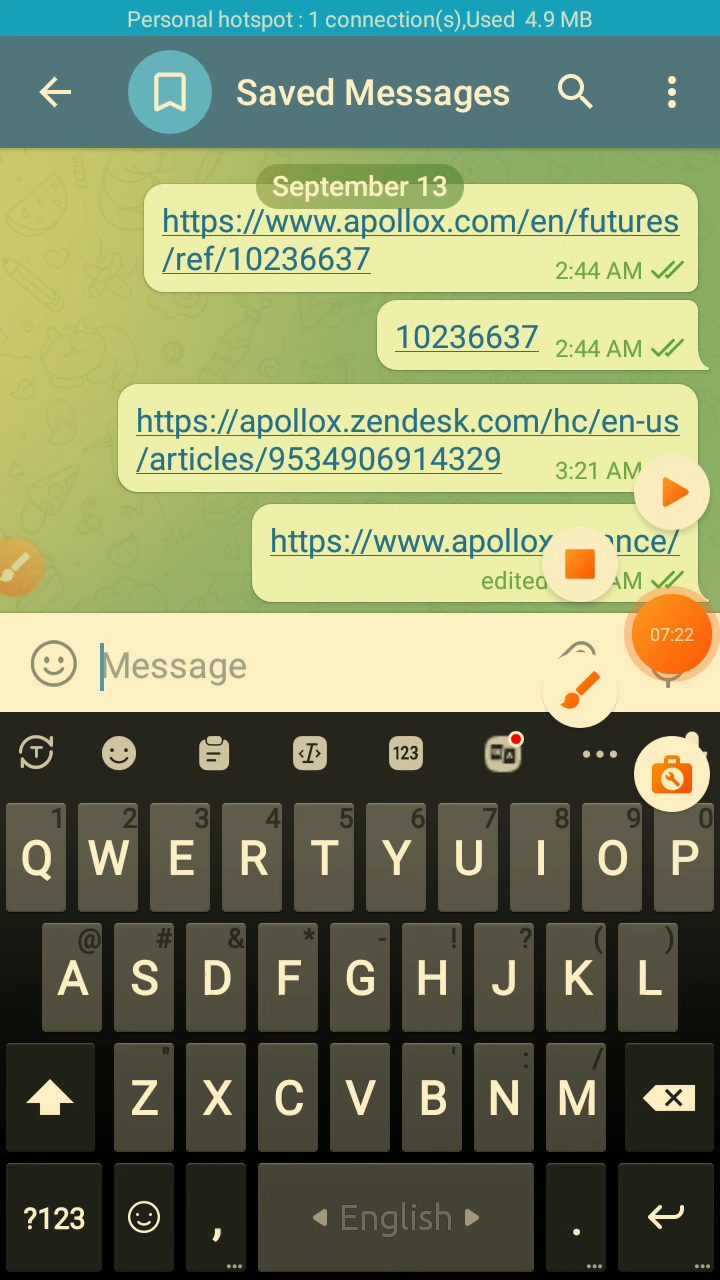 Personal hotspot : 1 connection(s),Used 4.9 MB
Saved Messages
September 13
https://www.apollox.com/en/futures
/ref/10236637
2:44 AM
10236637
2:44 AM
https://apollox.zendesk.com/hc/en-us
/articles/9534906914329
3:21 AM
https://www.apollox
nce/
edited
AM
07:22
Message
T
123
1 2 3 4 5 6 7 8 9 0
Q W E R T Y U I O P
@ # & * - ! ? ( )
A S D F G H J K L
" ' : /
Z X C V B N M
?123 , English .